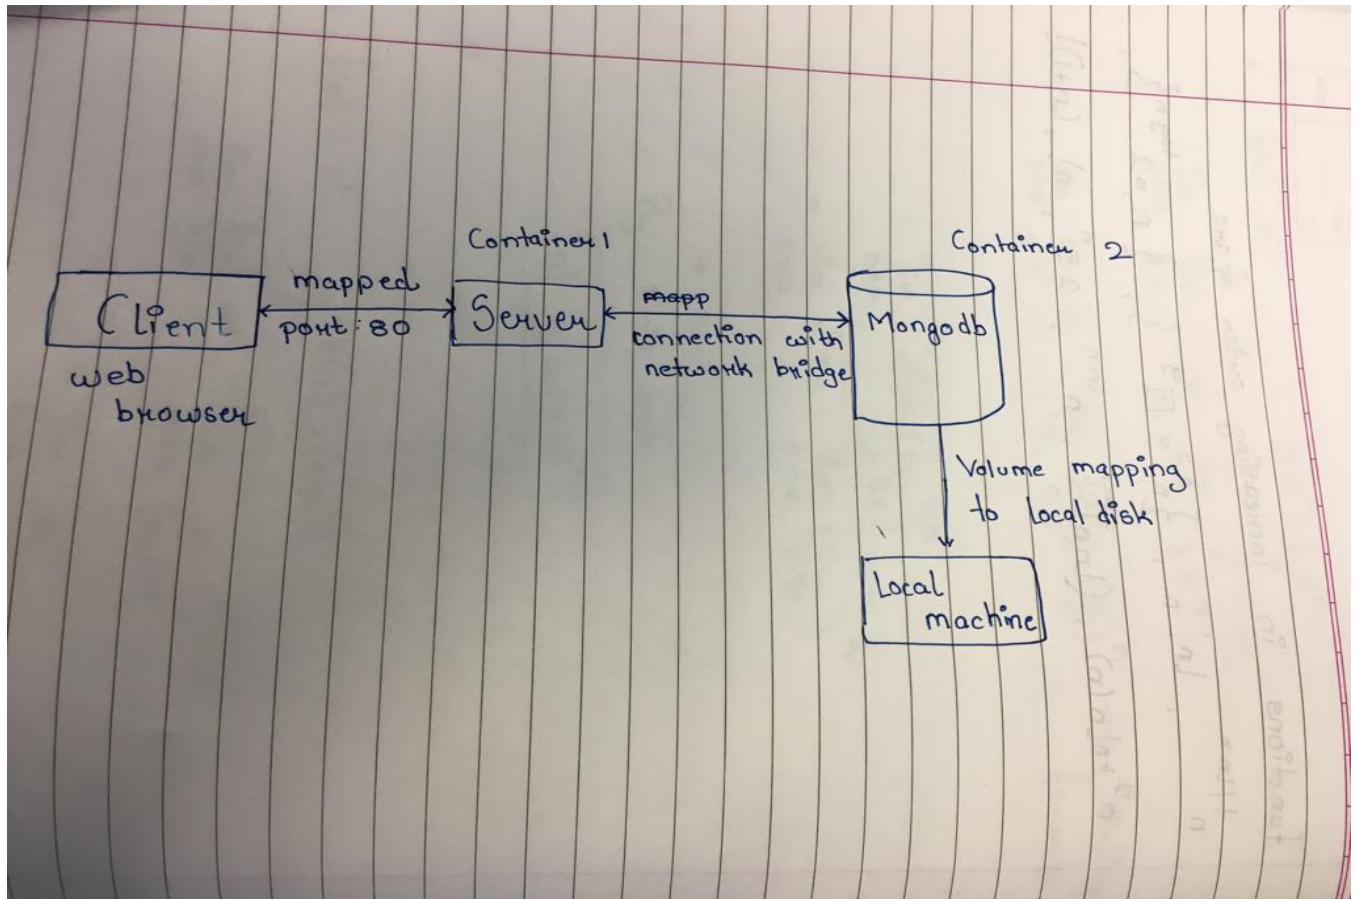 Container 1
Container 2
Client
web
browser
mapped
port: 80
Server
mapp
connection with
network bridge
Mongodb
Volume mapping
to local disk
Local
machine